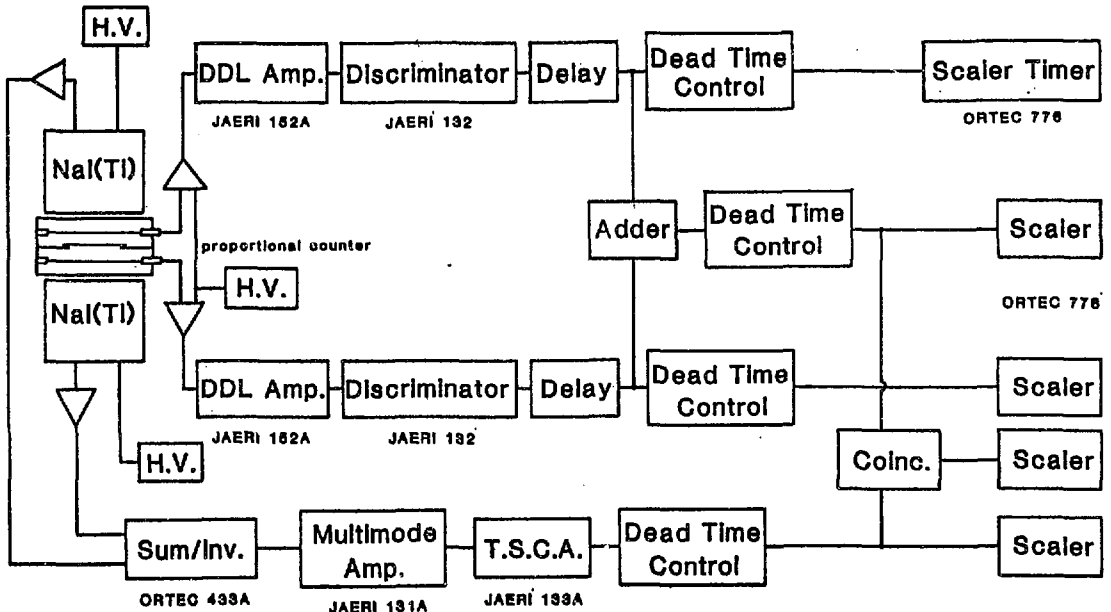 H.V.
DDL Amp.
Discriminator
Delay
Dead Time
Control
Scaler Timer
JAERI 152A
JAERI 132
ORTEC 776
NaI(Tl)
proportional counter
Adder
Dead Time
Control
Scaler
H.V.
ORTEC 776
NaI(Tl)
DDL Amp.
Discriminator
Delay
Dead Time
Control
Scaler
JAERI 152A
JAERI 132
H.V.
Coinc.
Scaler
Sum/Inv.
Multimode
Amp.
T.S.C.A.
Dead Time
Control
Scaler
ORTEC 433A
JAERI 131A
JAERI 133A